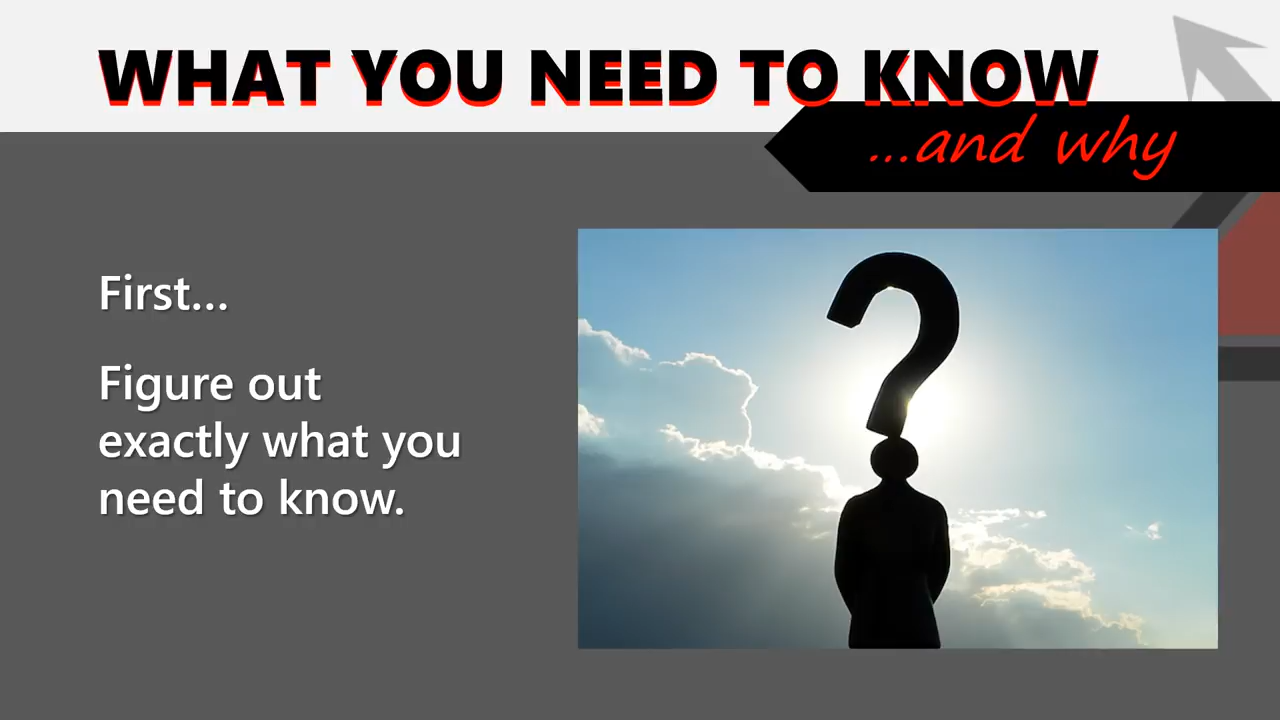 WHAT YOU NEED TO KNOW
...and why
First...
Figure out
exactly what you
need to know.